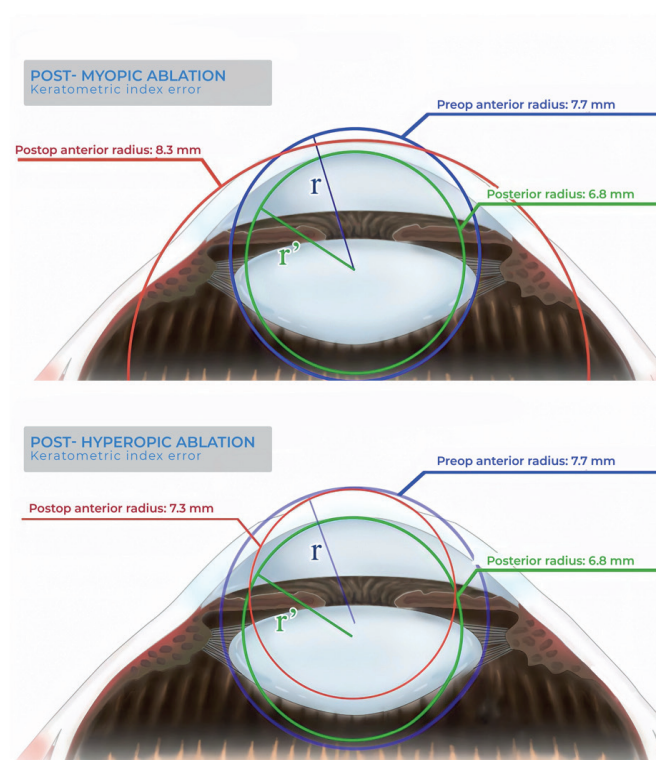 POST- MYOPIC ABLATION
Keratometric index error
Preop anterior radius: 7.7 mm
Postop anterior radius: 8.3 mm
r
Posterior radius: 6.8 mm
r’
POST- HYPEROPIC ABLATION
Keratometric index error
Preop anterior radius: 7.7 mm
Postop anterior radius: 7.3 mm
r
Posterior radius: 6.8 mm
r’